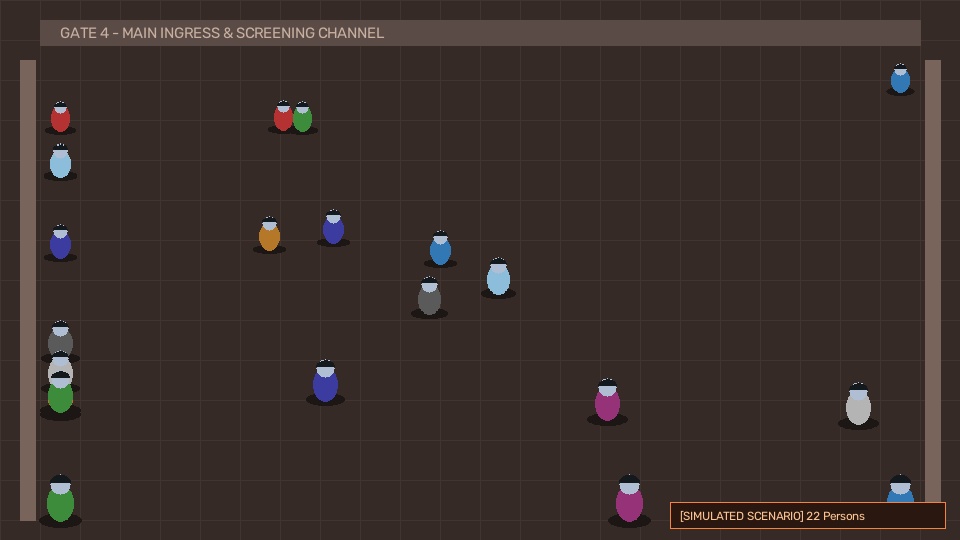 GATE 4 - MAIN INGRESS & SCREENING CHANNEL
[SIMULATED SCENARIO] 22 Persons